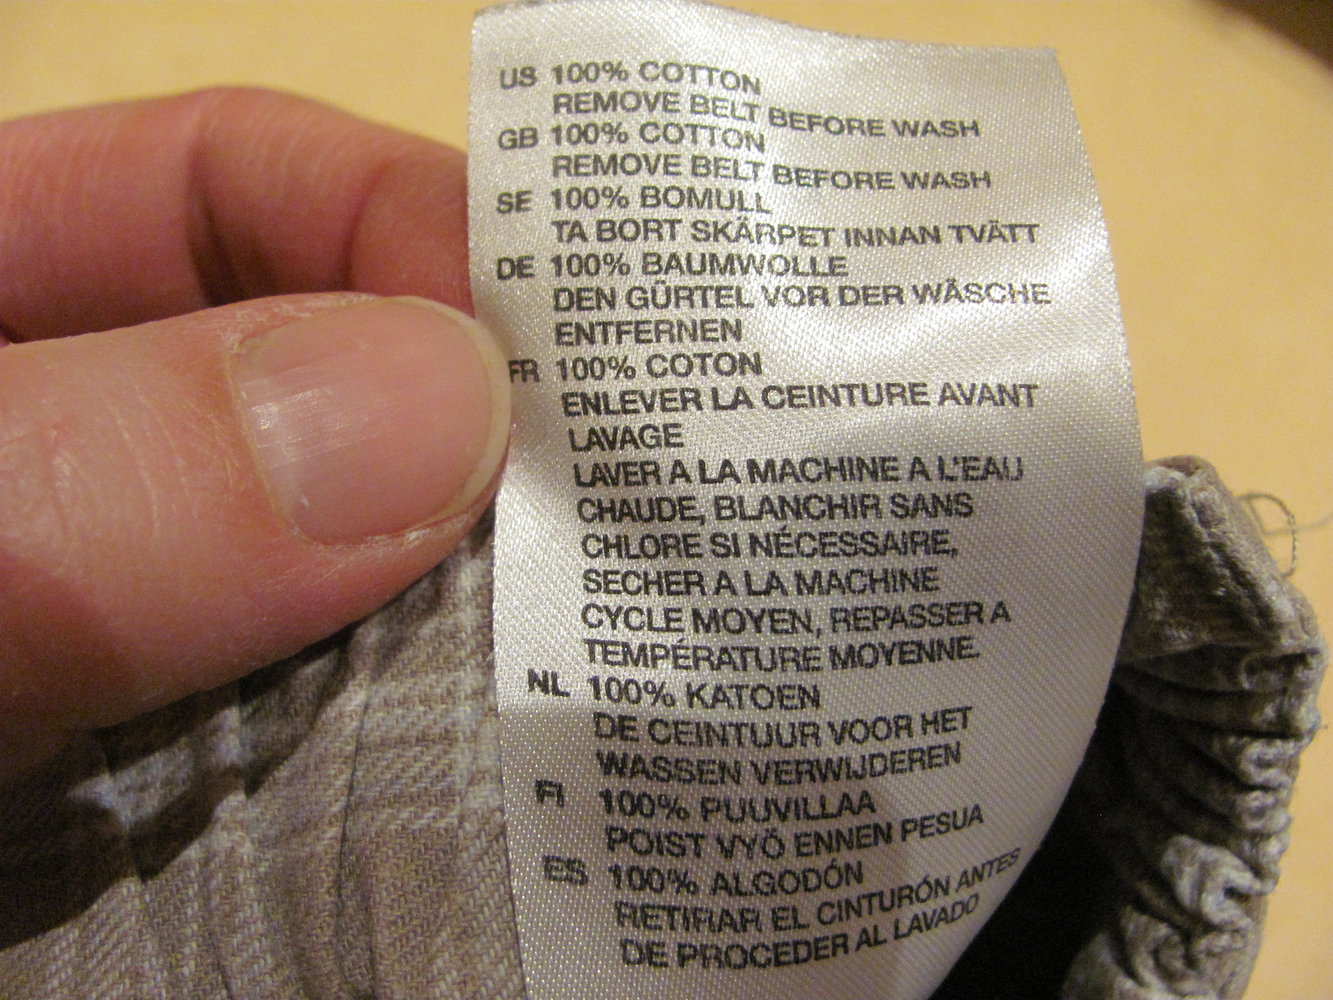 US 100% COTTON
REMOVE BELT BEFORE WASH
GB 100% COTTON
REMOVE BELT BEFORE WASH
SE 100% BOMULL
TA BORT SKÄRPET INNAN TVÄTT
DE 100% BAUMWOLLE
DEN GÜRTEL VOR DER WÄSCHE
ENTFERNEN
FR 100% COTON
ENLEVER LA CEINTURE AVANT
LAVAGE
LAVER A LA MACHINE A L'EAU
CHAUDE, BLANCHIR SANS
CHLORE SI NÉCESSAIRE,
SECHER A LA MACHINE
CYCLE MOYEN, REPASSER A
TEMPÉRATURE MOYENNE.
NL 100% KATOEN
DE CEINTUUR VOOR HET
WASSEN VERWIJDEREN
FI 100% PUUVILLAA
POIST VYÖ ENNEN PESUA
ES 100% ALGODÓN
RETIRAR EL CINTURÓN ANTES
DE PROCEDER AL LAVADO